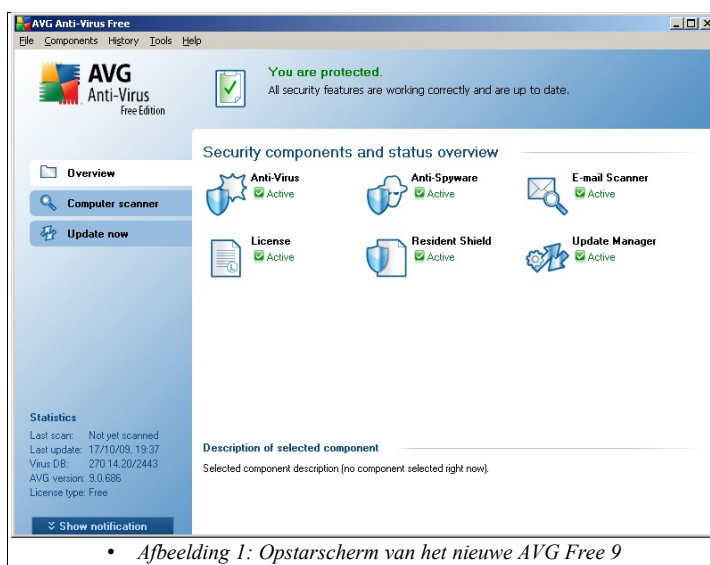 AVG Anti-Virus Free
File Components History Tools Help
AVG
Anti-Virus
Free Edition
You are protected.
All security features are working correctly and are up to date.
Security components and status overview
Overview
Computer scanner
Update now
Anti-Virus
Active
Anti-Spyware
Active
E-mail Scanner
Active
License
Active
Resident Shield
Active
Update Manager
Active
Statistics
Last scan: Not yet scanned
Last update: 17/10/09, 19:37
Virus DB: 270.14.20/2443
AVG version: 9.0.686
License type: Free
Show notification
Description of selected component
Selected component description (no component selected right now).
• Afbeelding 1: Opstarscherm van het nieuwe AVG Free 9